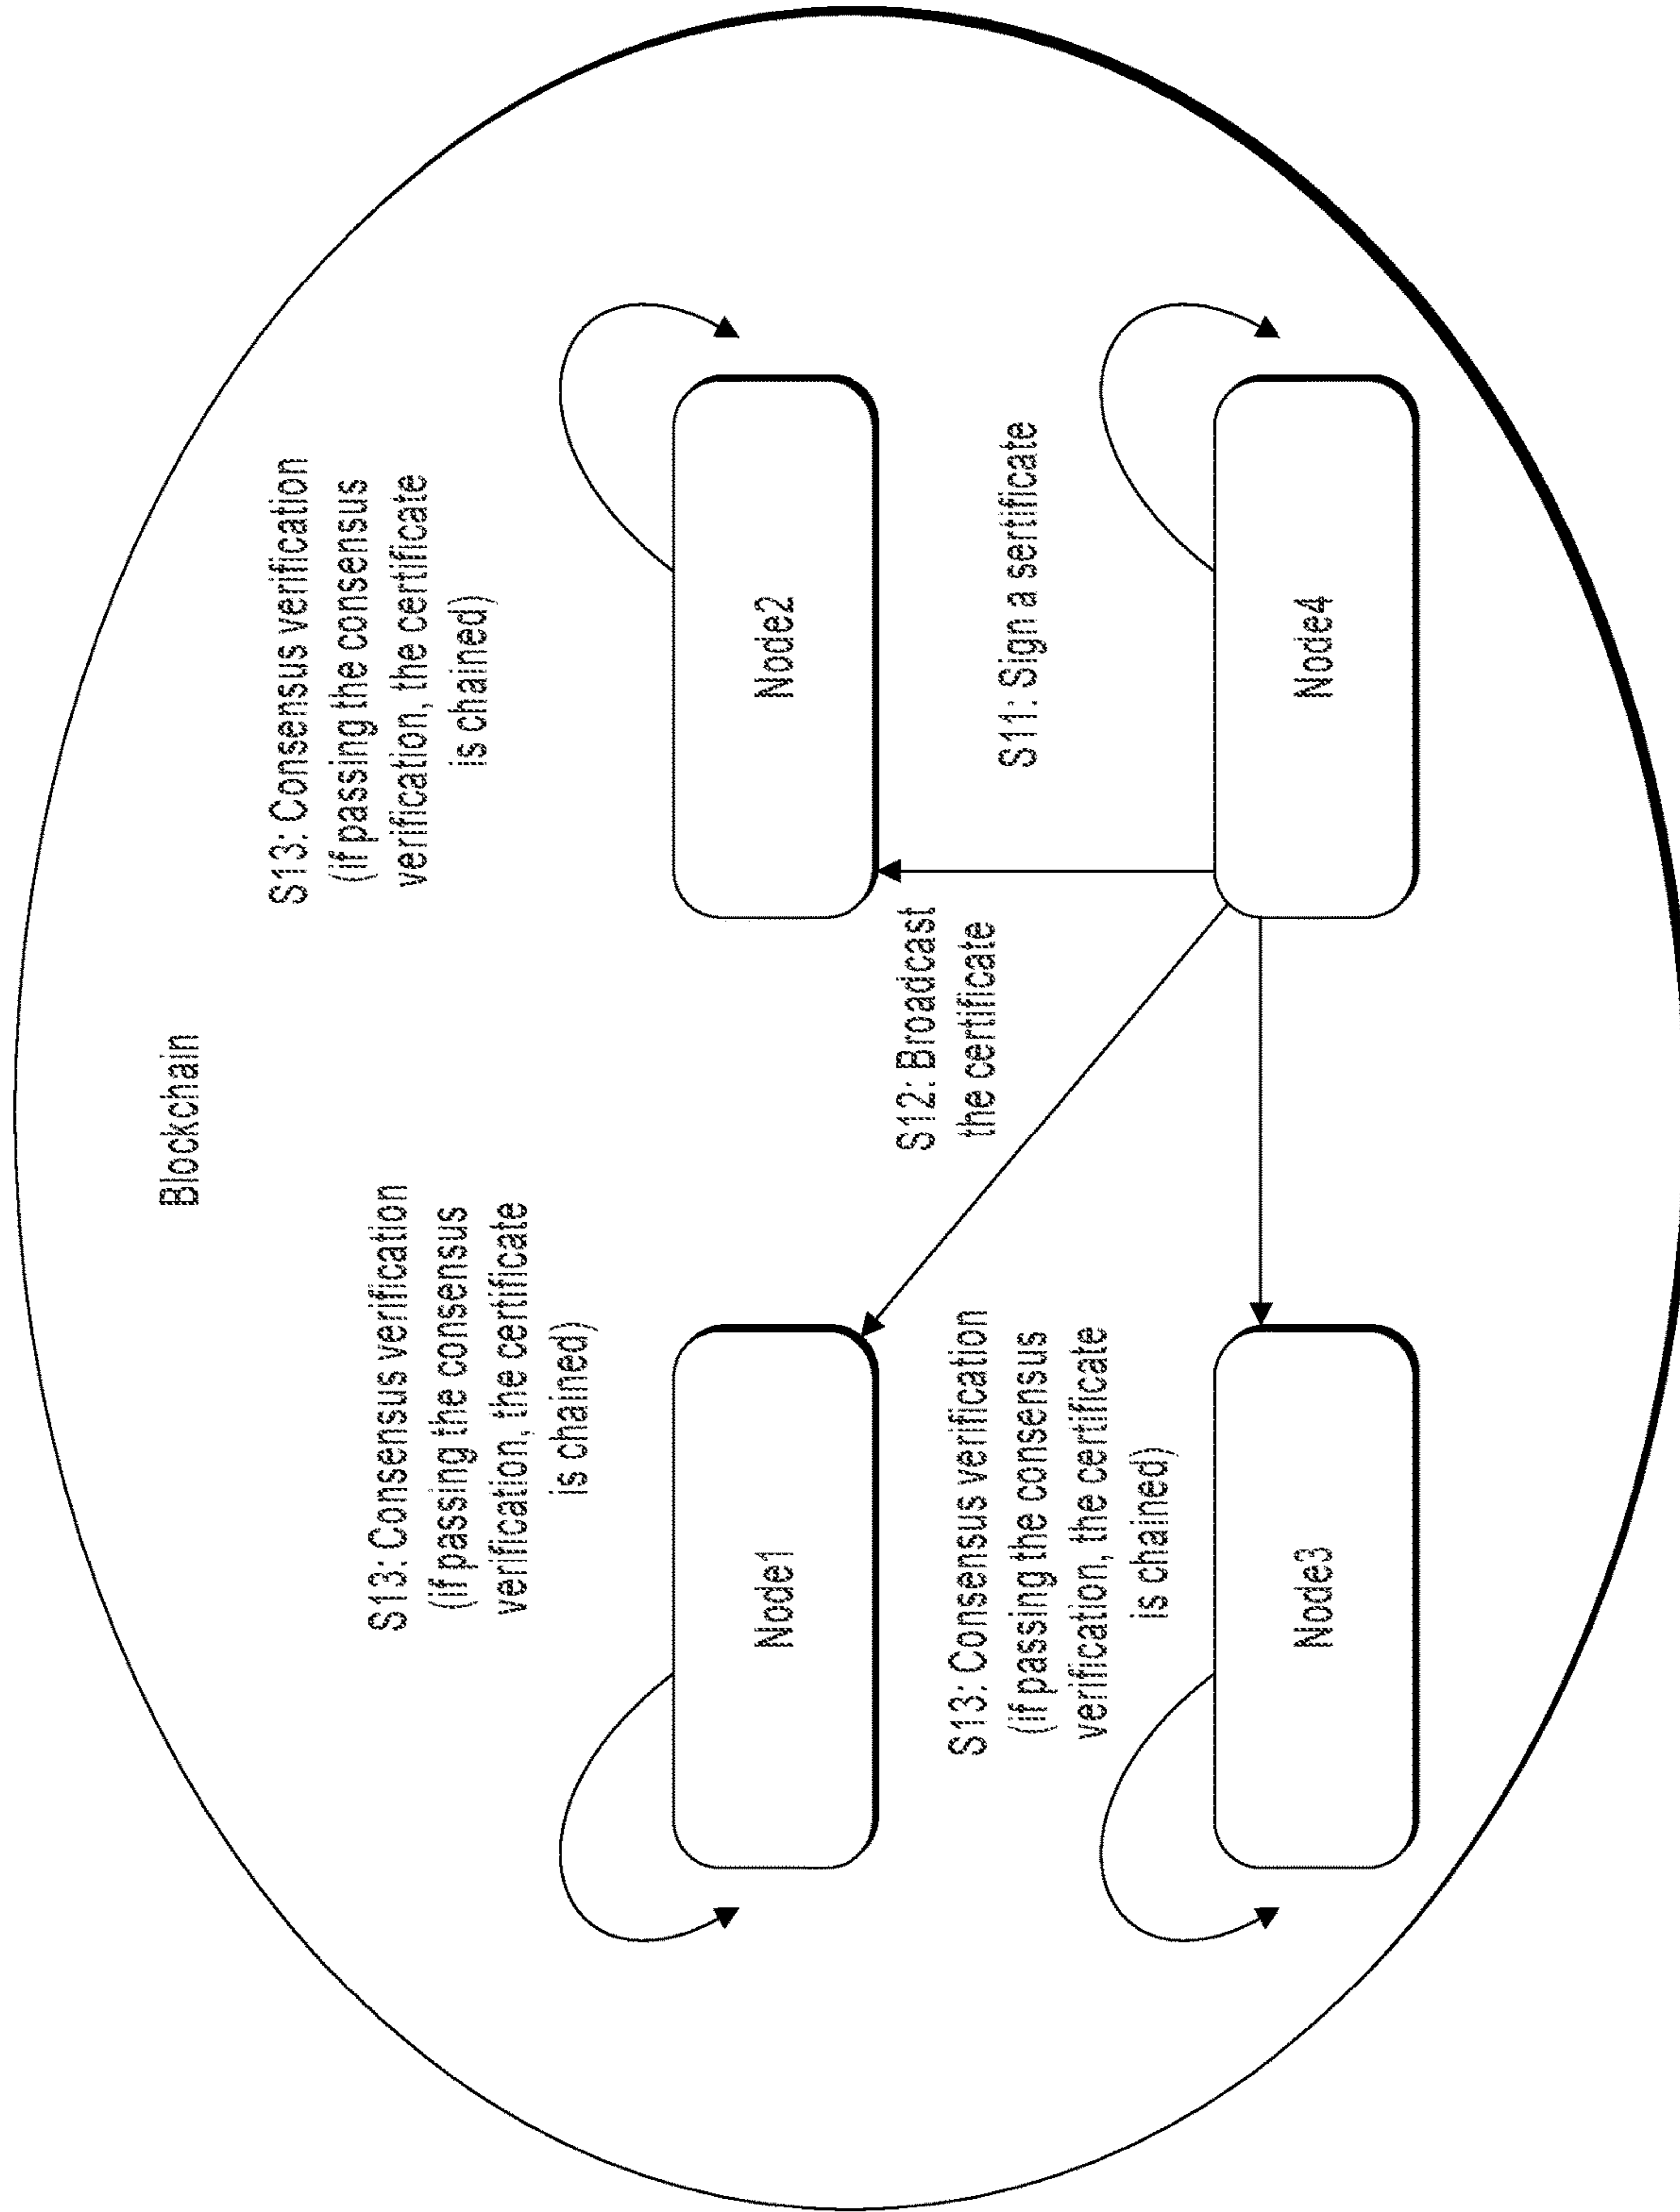 Blockchain
S13: Consensus verification
(if passing the consensus
verification, the certificate
is chained)
S13: Consensus verification
(if passing the consensus
verification, the certificate
is chained)
Node1
Node2
S12: Broadcast
the certificate
S13: Consensus verification
(if passing the consensus
verification, the certificate
is chained)
S11: Sign a sertificate
Node3
Node4